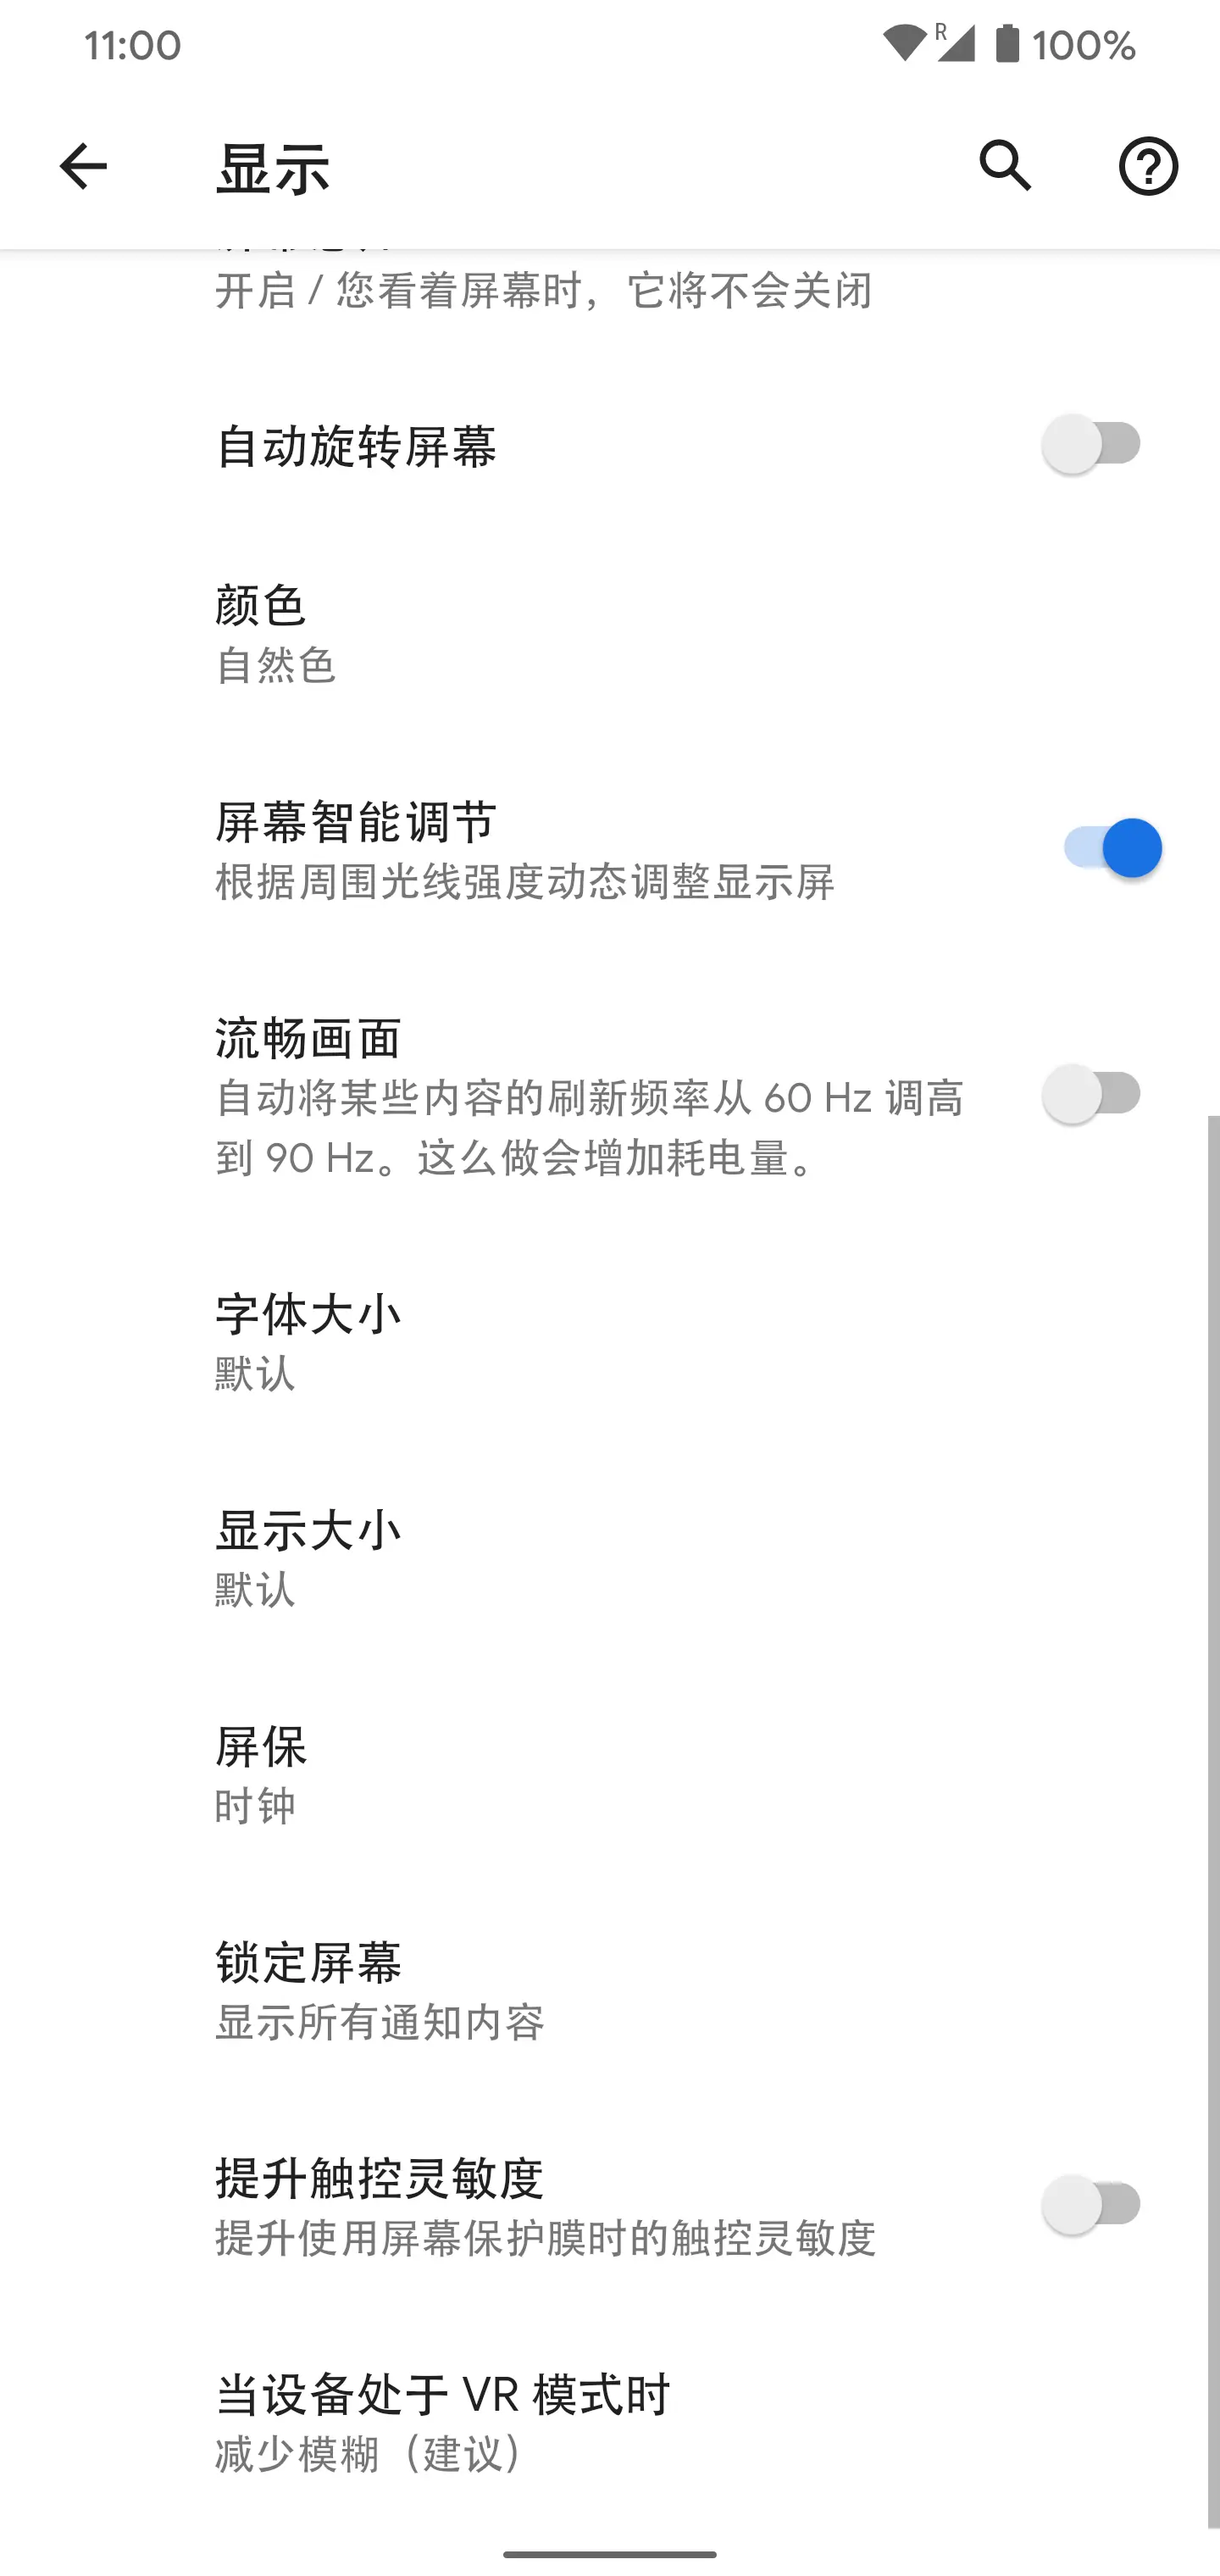 11:00
R
100%
显示
开启 / 您看着屏幕时，它将不会关闭
自动旋转屏幕
颜色
自然色
屏幕智能调节
根据周围光线强度动态调整显示屏
流畅画面
自动将某些内容的刷新频率从 60 Hz 调高
到 90 Hz。这么做会增加耗电量。
字体大小
默认
显示大小
默认
屏保
时钟
锁定屏幕
显示所有通知内容
提升触控灵敏度
提升使用屏幕保护膜时的触控灵敏度
当设备处于 VR 模式时
减少模糊（建议）